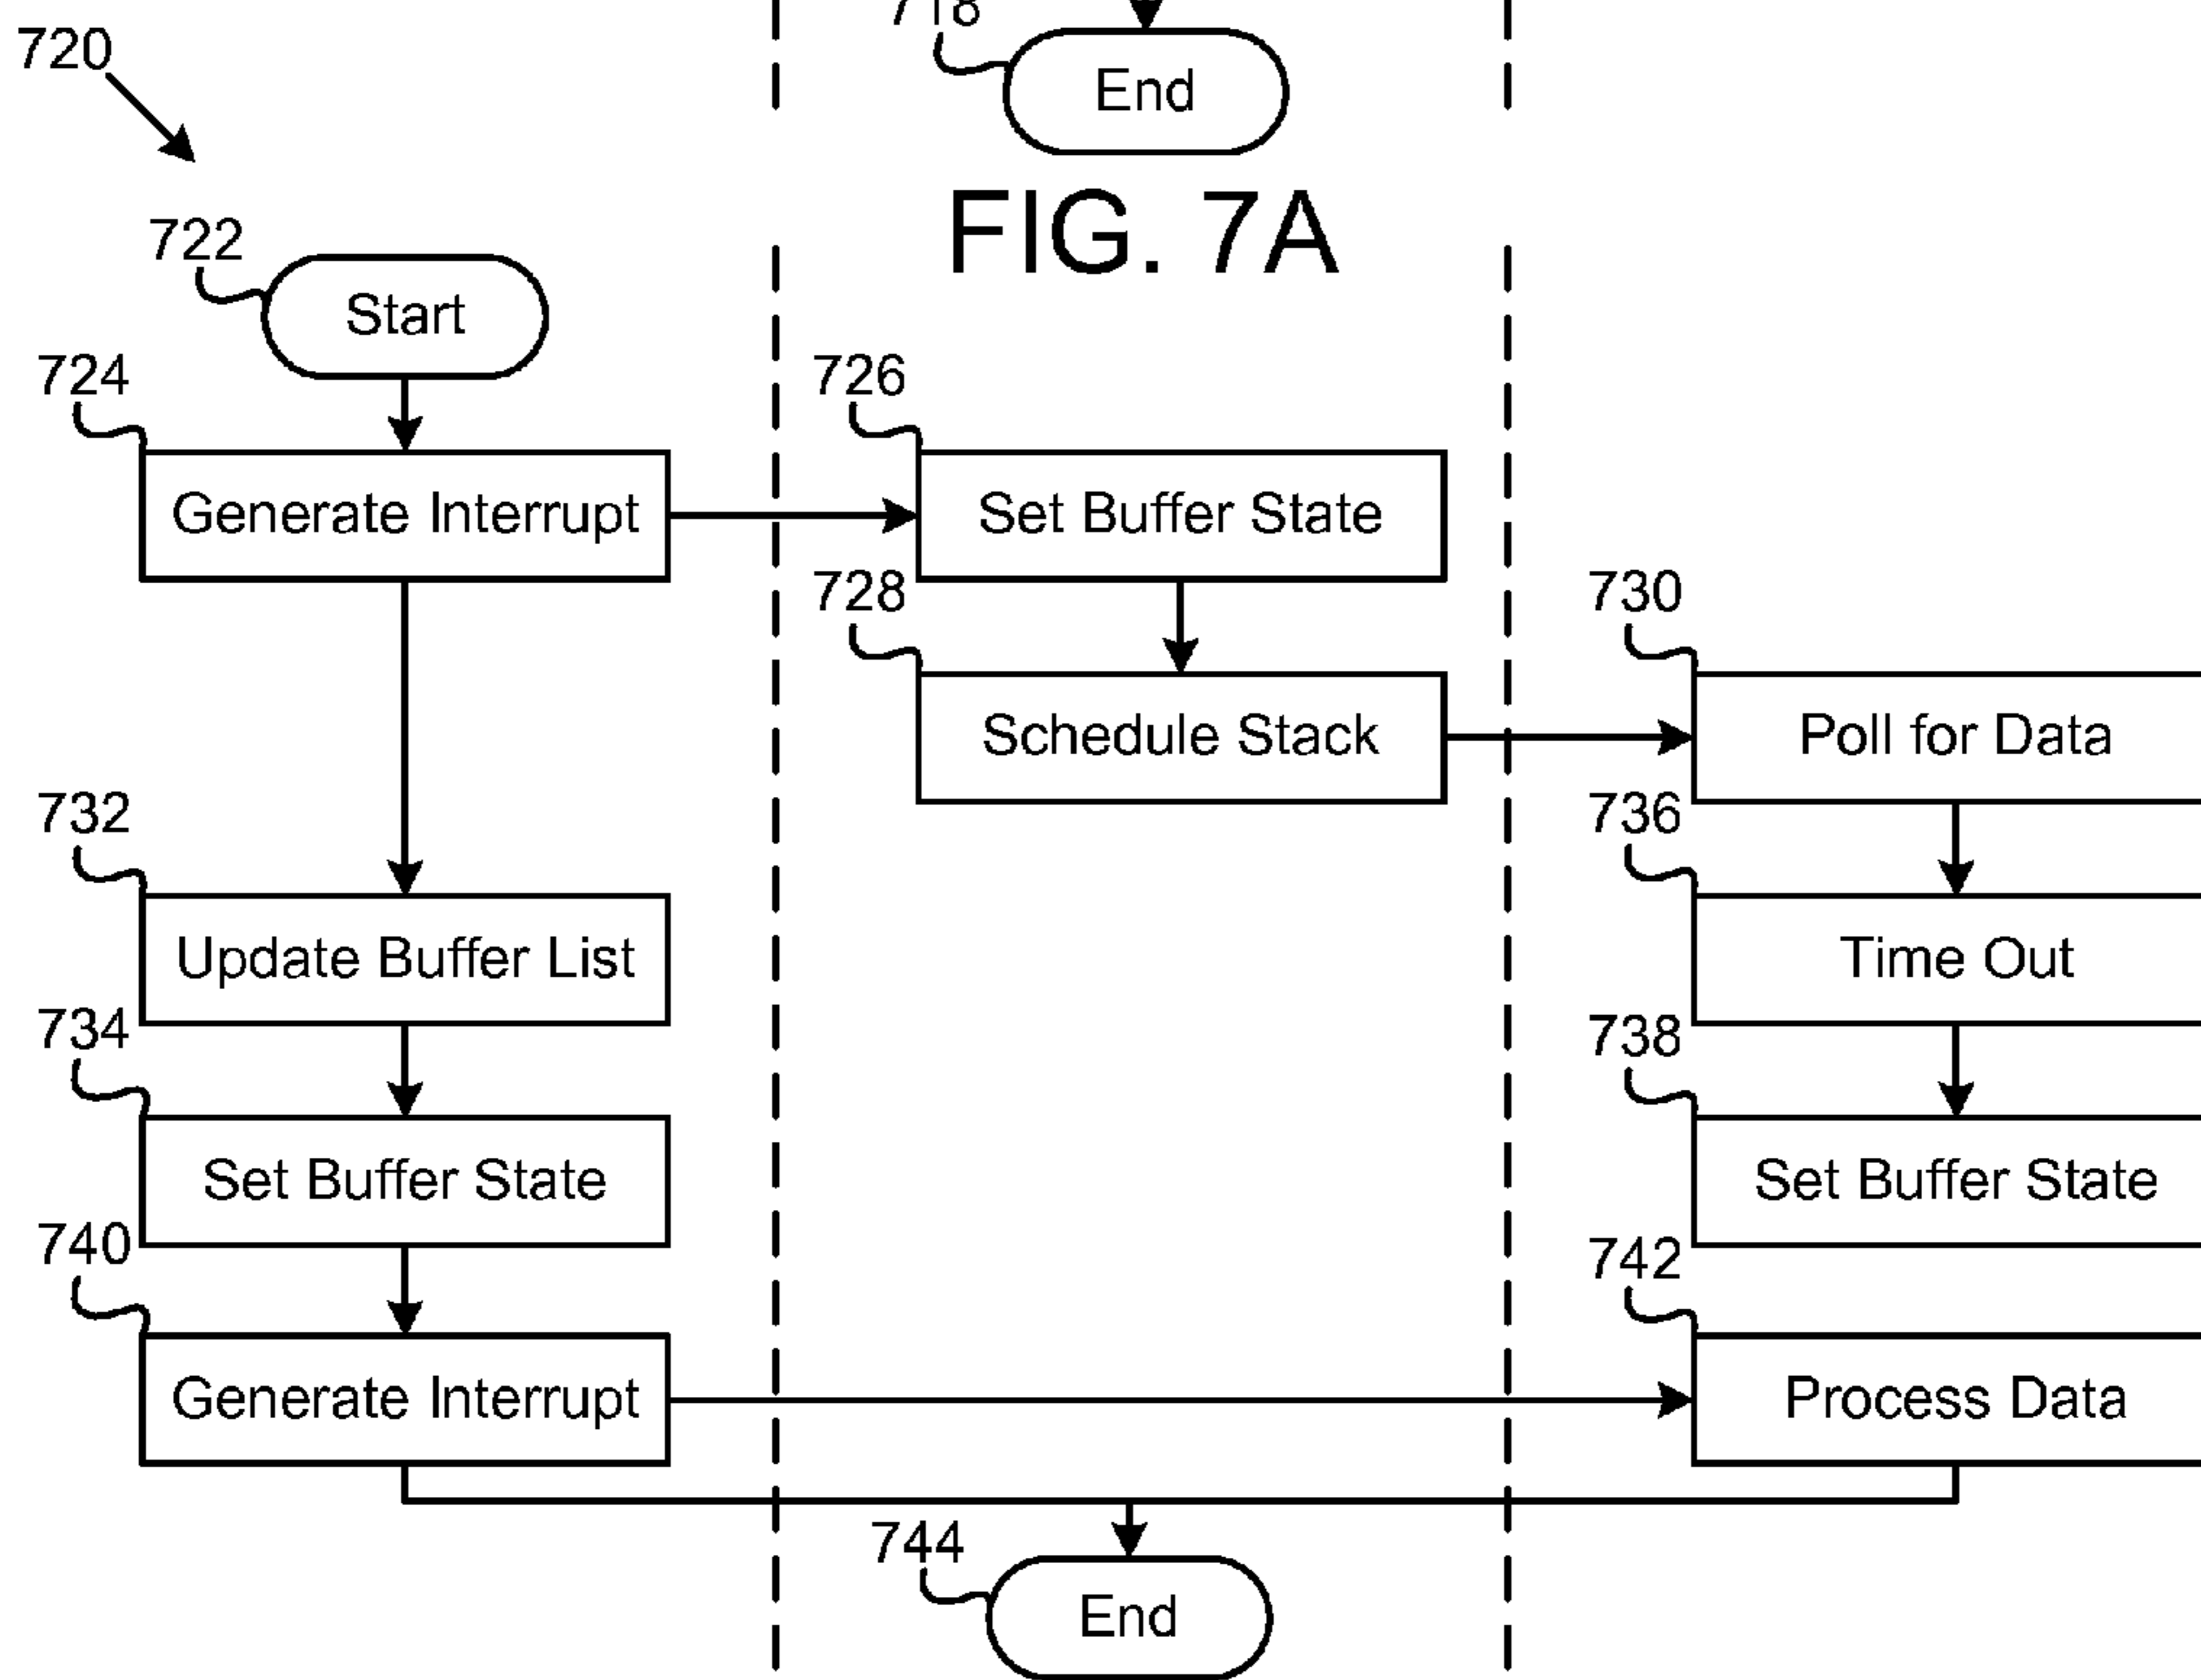 720
718
End
FIG. 7A
722
Start
724
726
Generate Interrupt
Set Buffer State
728
730
Schedule Stack
Poll for Data
732
736
Update Buffer List
Time Out
734
738
Set Buffer State
Set Buffer State
740
742
Generate Interrupt
Process Data
744
End